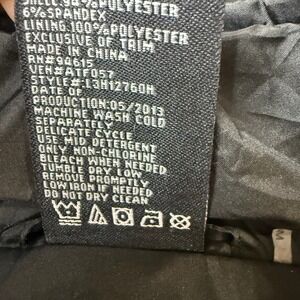 SHELL:94%POLYESTER
6%SPANDEX
LINING:100%POLYESTER
EXCLUSIVE OF TRIM
MADE IN CHINA
RN#94615
VEN#ATF057
STYLE#:13H12760H
DATE OF
PRODUCTION:05/2013
MACHINE WASH COLD
SEPARATELY
DELICATE CYCLE
USE MID DETERGENT
ONLY NON-CHLORINE
BLEACH WHEN NEEDED
TUMBLE DRY LOW
REMOVE PROMPTLY
LOW IRON IF NEEDED
DO NOT DRY CLEAN
M